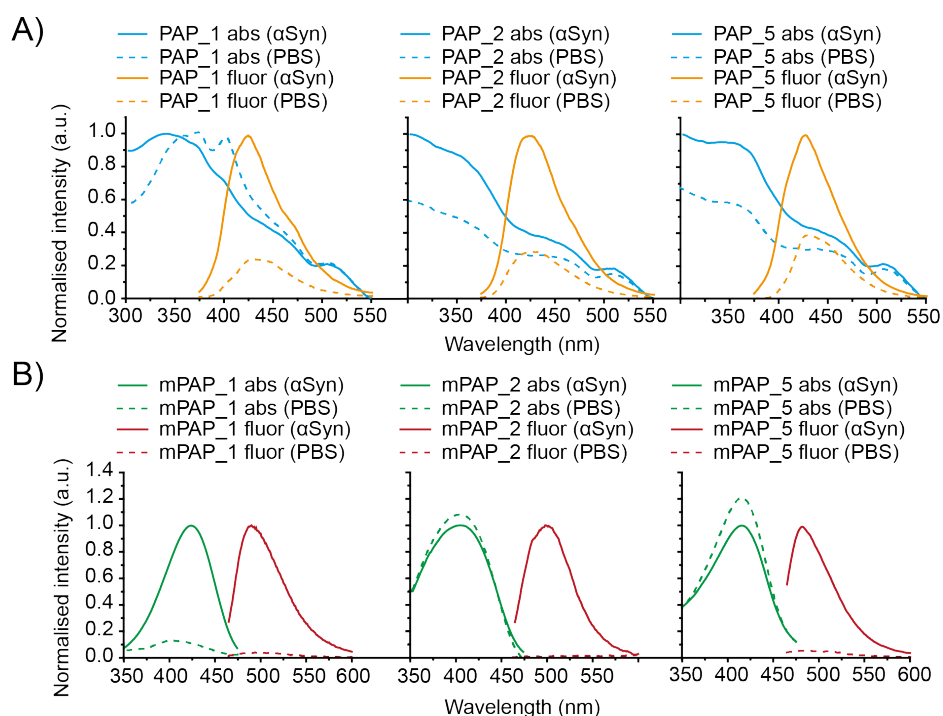 A)
PAP_1 abs (αSyn)
PAP_1 abs (PBS)
PAP_1 fluor (αSyn)
PAP_1 fluor (PBS)
PAP_2 abs (αSyn)
PAP_2 abs (PBS)
PAP_2 fluor (αSyn)
PAP_2 fluor (PBS)
PAP_5 abs (αSyn)
PAP_5 abs (PBS)
PAP_5 fluor (αSyn)
PAP_5 fluor (PBS)
Normalised intensity (a.u.)
1.0
0.8
0.6
0.4
0.2
0.0
300 350 400 450 500 550
400 450 500 550
400 450 500 550
Wavelength (nm)
B)
mPAP_1 abs (αSyn)
mPAP_1 abs (PBS)
mPAP_1 fluor (αSyn)
mPAP_1 fluor (PBS)
mPAP_2 abs (αSyn)
mPAP_2 abs (PBS)
mPAP_2 fluor (αSyn)
mPAP_2 fluor (PBS)
mPAP_5 abs (αSyn)
mPAP_5 abs (PBS)
mPAP_5 fluor (αSyn)
mPAP_5 fluor (PBS)
Normalised intensity (a.u.)
1.4
1.2
1.0
0.8
0.6
0.4
0.2
0.0
350 400 450 500 550 600
350 400 450 500 550
350 400 450 500 550 600
Wavelength (nm)